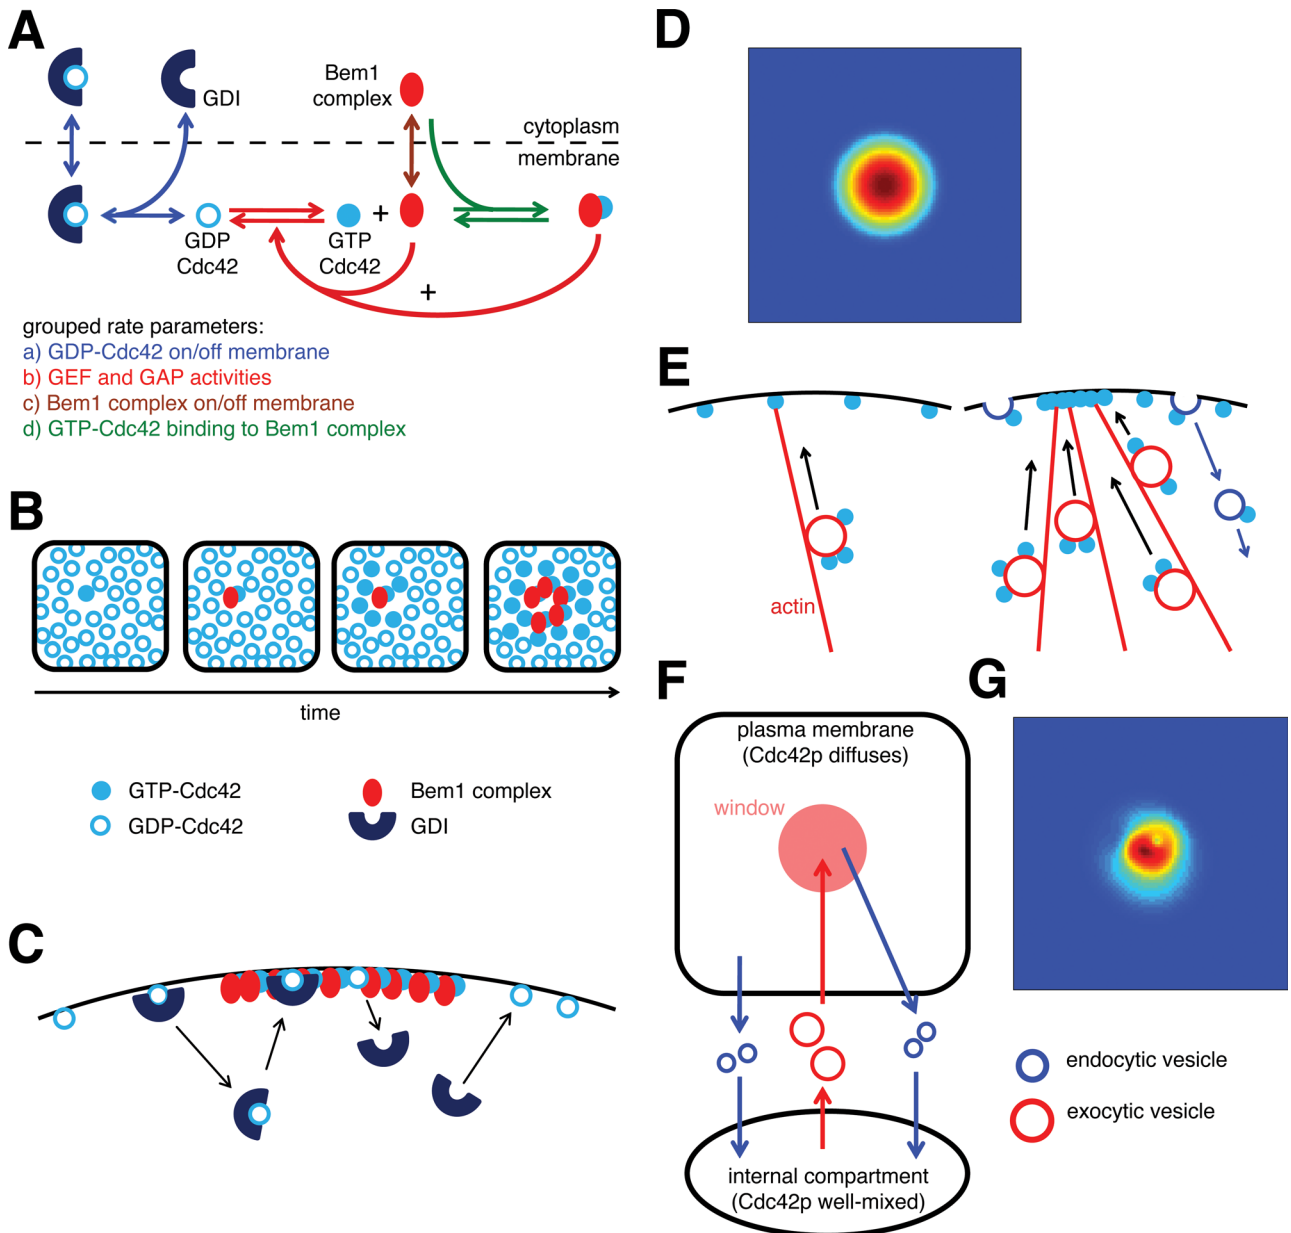 A
GDI
Bem1
complex
cytoplasm
membrane
GDP
Cdc42
GTP
Cdc42
+
+
grouped rate parameters:
a) GDP-Cdc42 on/off membrane
b) GEF and GAP activities
c) Bem1 complex on/off membrane
d) GTP-Cdc42 binding to Bem1 complex
B
time
GTP-Cdc42
GDP-Cdc42
Bem1 complex
GDI
C
D
E
actin
F
plasma membrane
(Cdc42p diffuses)
window
internal compartment
(Cdc42p well-mixed)
G
endocytic vesicle
exocytic vesicle